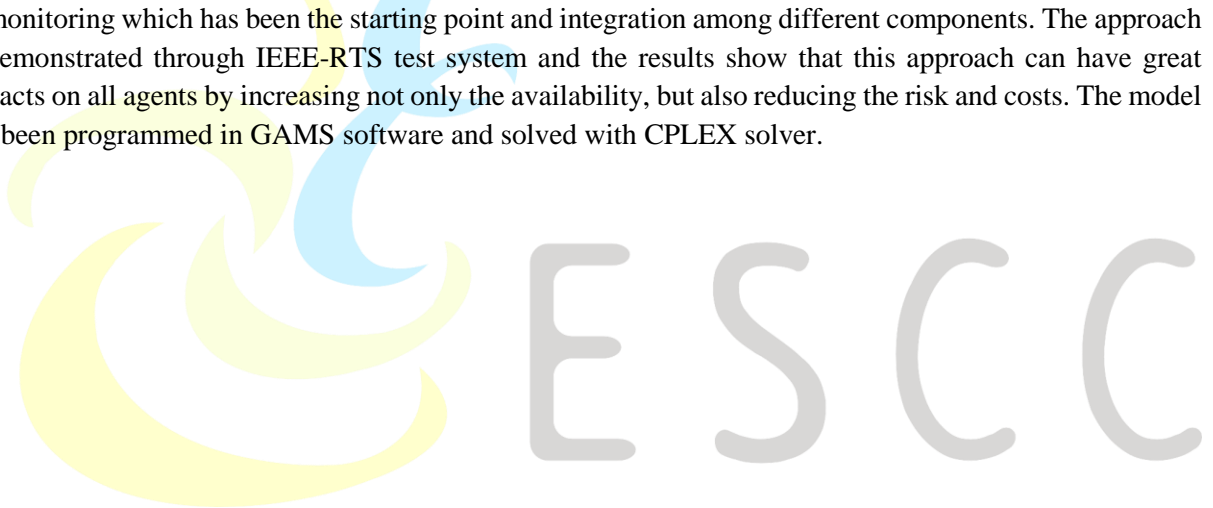 monitoring which has been the starting point and integration among different components. The approach
emonstrated through IEEE-RTS test system and the results show that this approach can have great
acts on all agents by increasing not only the availability, but also reducing the risk and costs. The model
been programmed in GAMS software and solved with CPLEX solver.
ESCC